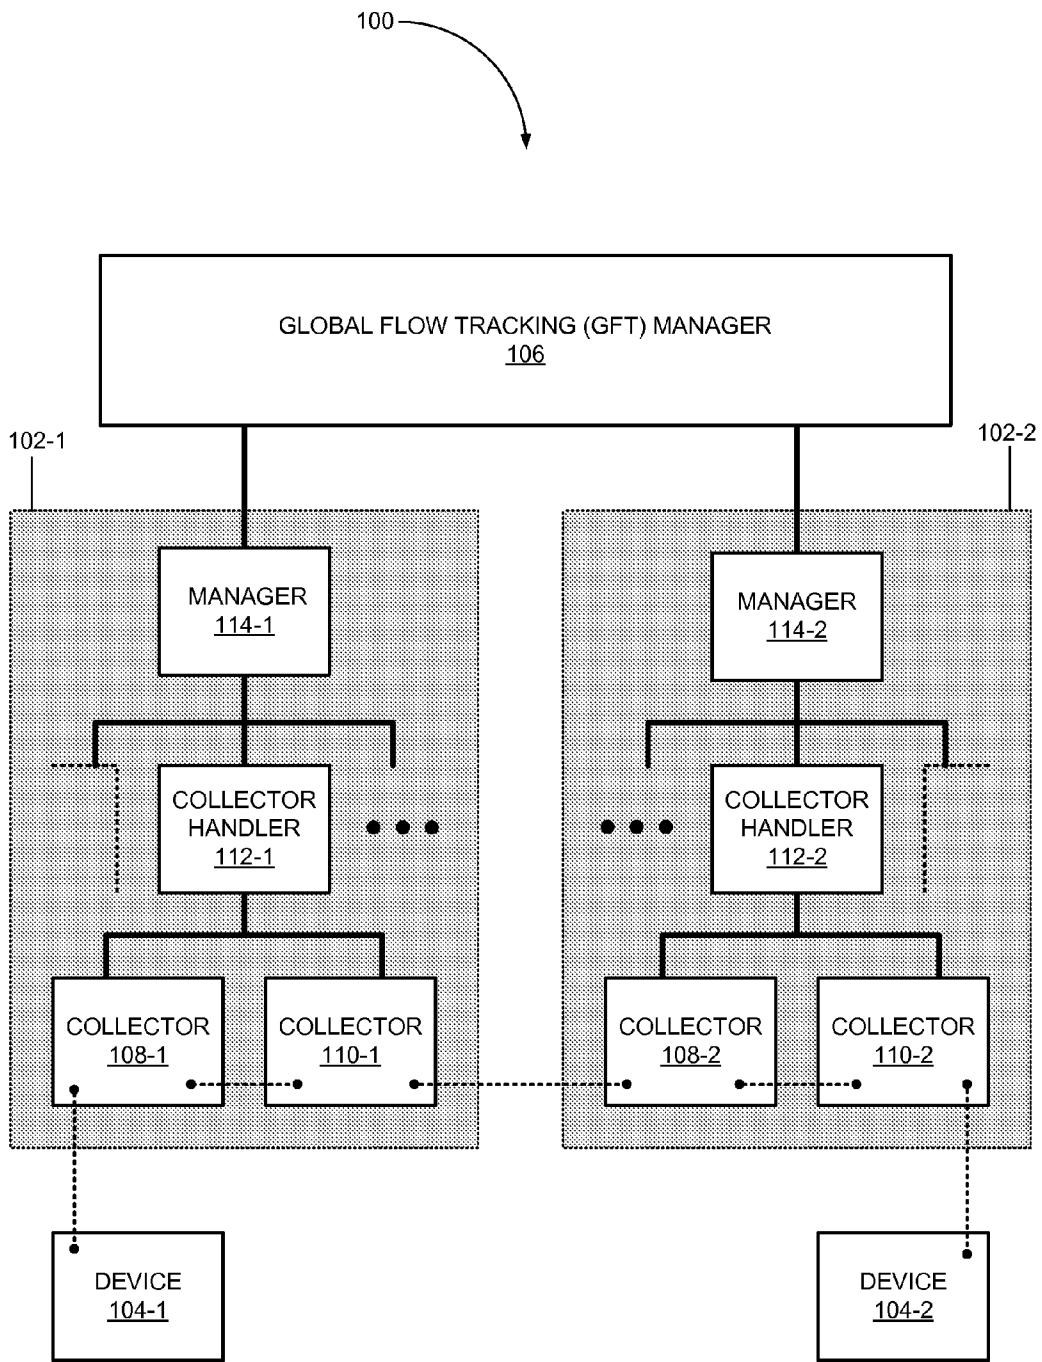 100
GLOBAL FLOW TRACKING (GFT) MANAGER
106
102-1
102-2
MANAGER
114-1
MANAGER
114-2
COLLECTOR
HANDLER
112-1
COLLECTOR
HANDLER
112-2
COLLECTOR
108-1
COLLECTOR
110-1
COLLECTOR
108-2
COLLECTOR
110-2
DEVICE
104-1
DEVICE
104-2